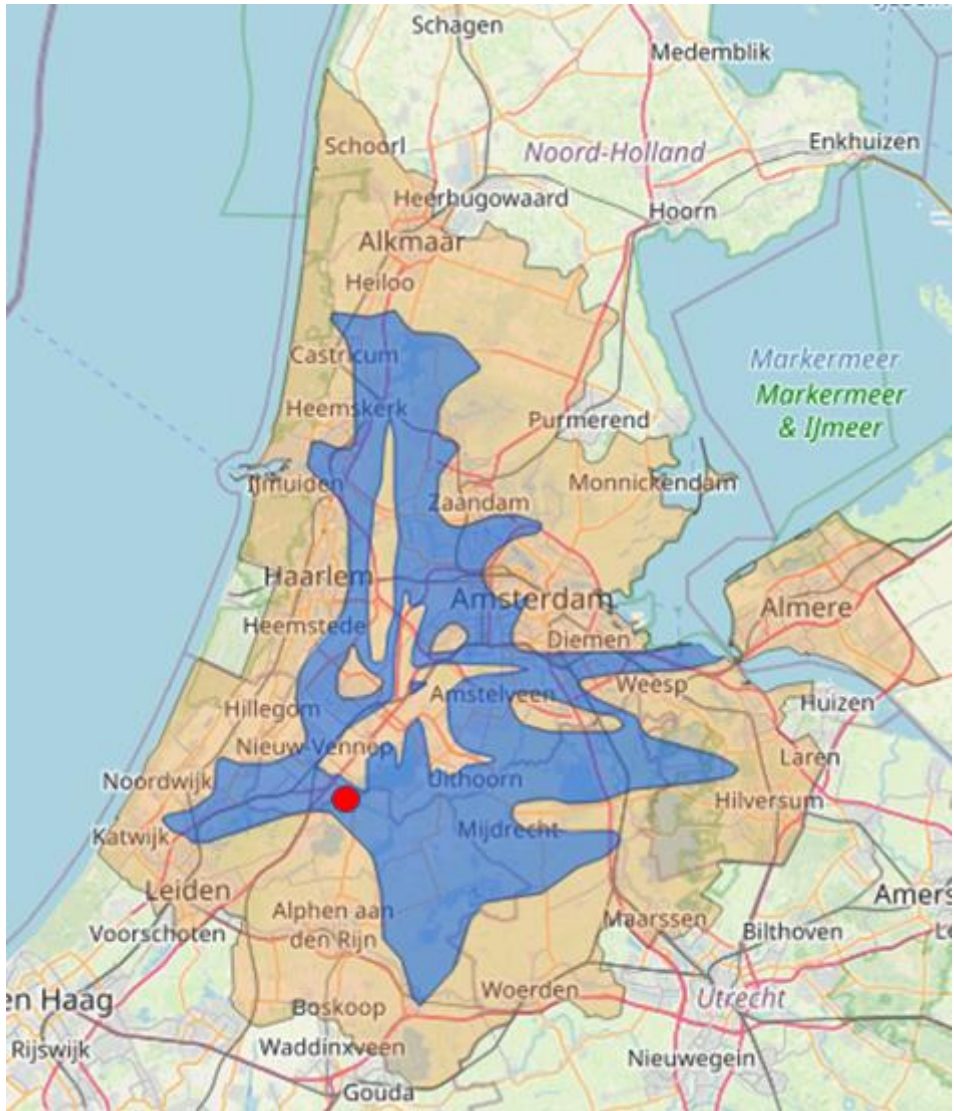 Schagen
Medemblik
Enkhuizen
Schoorl
Noord-Holland
Heerhugowaard
Hoorn
Alkmaar
Heiloo
Castricum
Markermeer
Markermeer
& IJmeer
Heemskerk
Purmerend
IJmuiden
Monnickendam
Zaandam
Haarlem
Amsterdam
Almere
Heemstede
Diemen
Weesp
Amstelveen
Huizen
Hillegom
Nieuw-Vennep
Laren
Noordwijk
Uithoorn
Hilversum
Katwijk
Mijdrecht
Leiden
Amers
Alphen aan
den Rijn
Maarssen
Voorschoten
Bilthoven
Woerden
Utrecht
en Haag
Boskoop
Rijswijk
Waddinxveen
Nieuwegein
Gouda